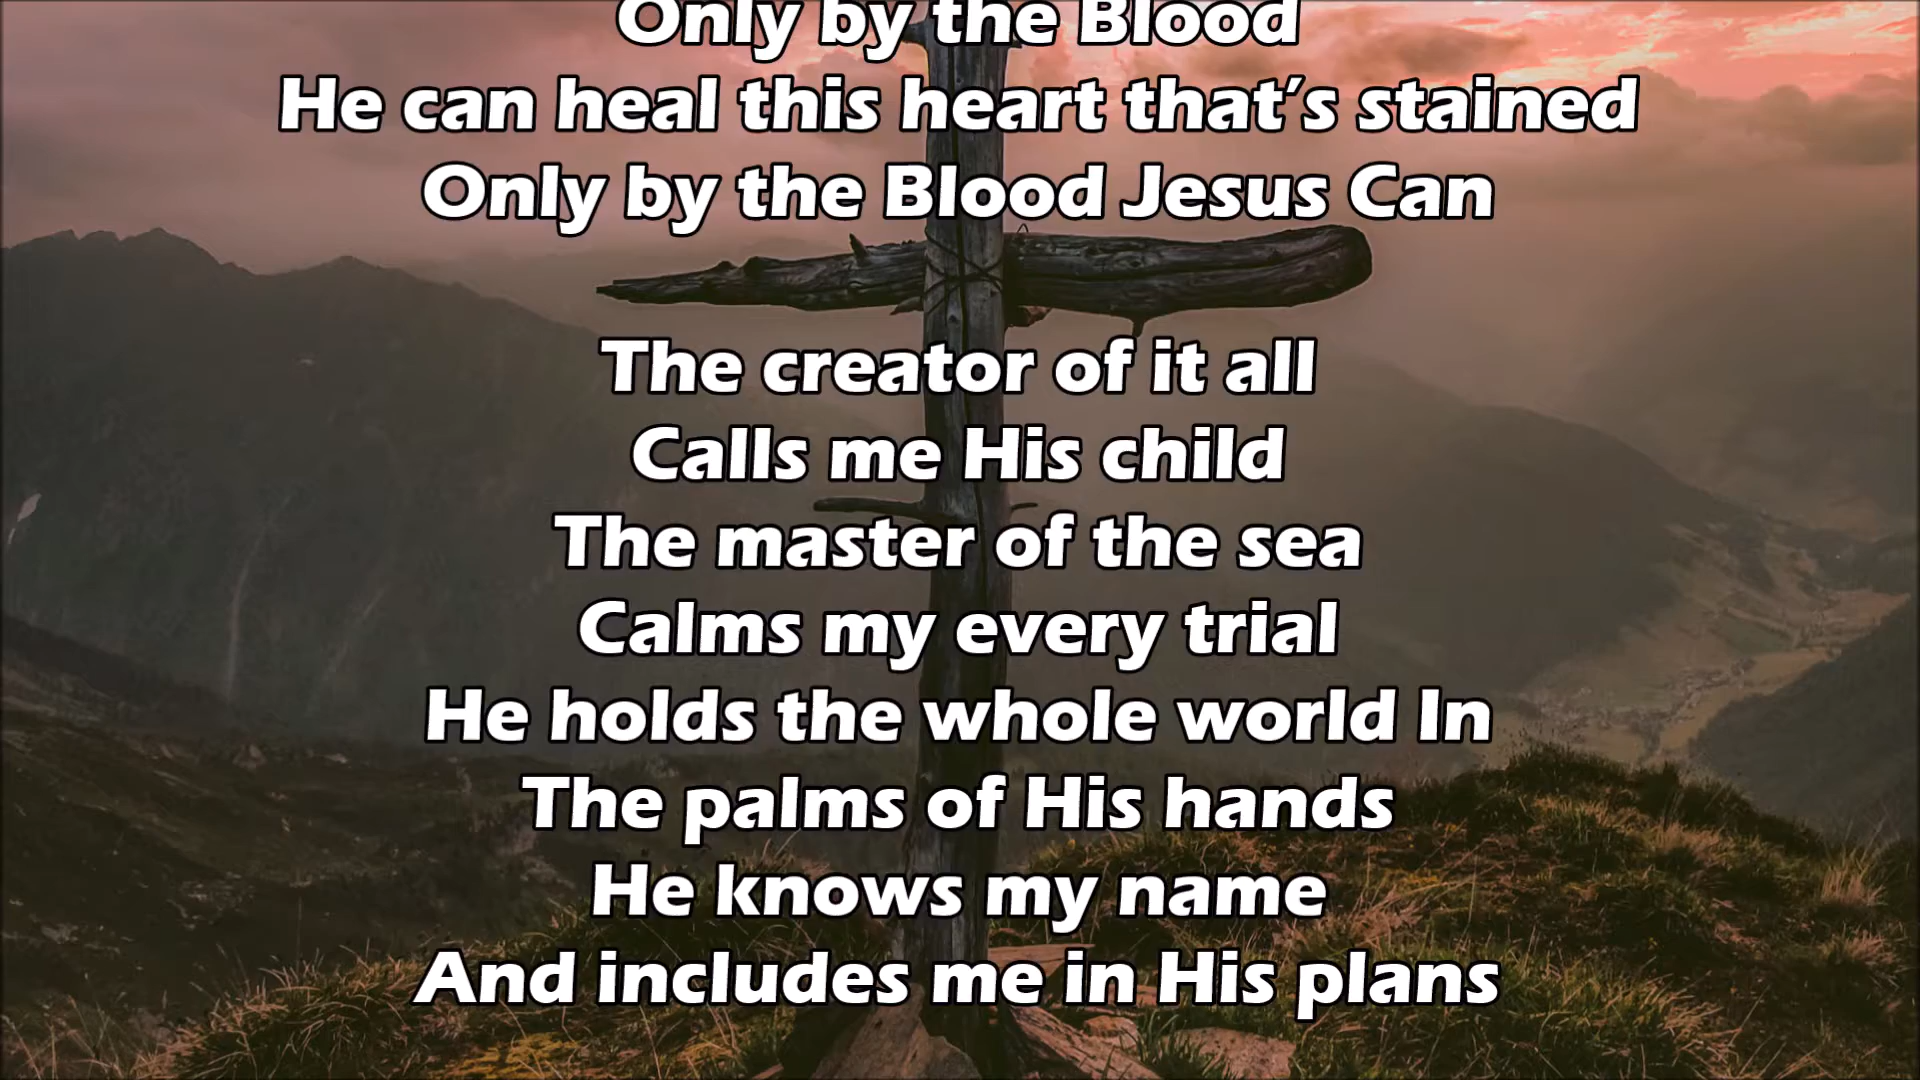 Only by the Blood
He can heal this heart that's stained
Only by the Blood Jesus Can
The creator of it all
Calls me His child
The master of the sea
Calms my every trial
He holds the whole world In
The palms of His hands
He knows my name
And includes me in His plans